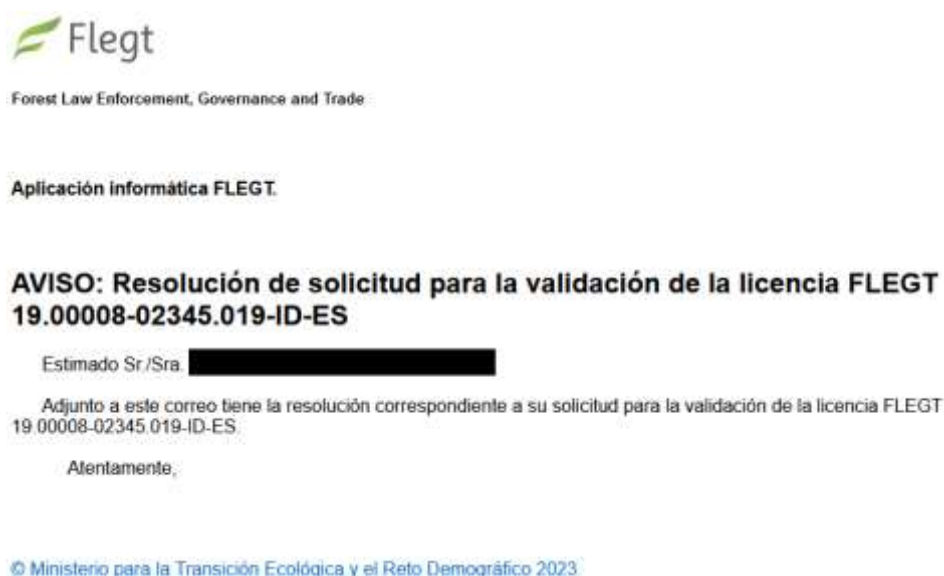 Flegt
Forest Law Enforcement, Governance and Trade
Aplicación informática FLEGT.
AVISO: Resolución de solicitud para la validación de la licencia FLEGT
19.00008-02345.019-ID-ES
Estimado Sr./Sra.
Adjunto a este correo tiene la resolución correspondiente a su solicitud para la validación de la licencia FLEGT
19.00008-02345.019-ID-ES.
Atentamente,
© Ministerio para la Transición Ecológica y el Reto Demográfico 2023